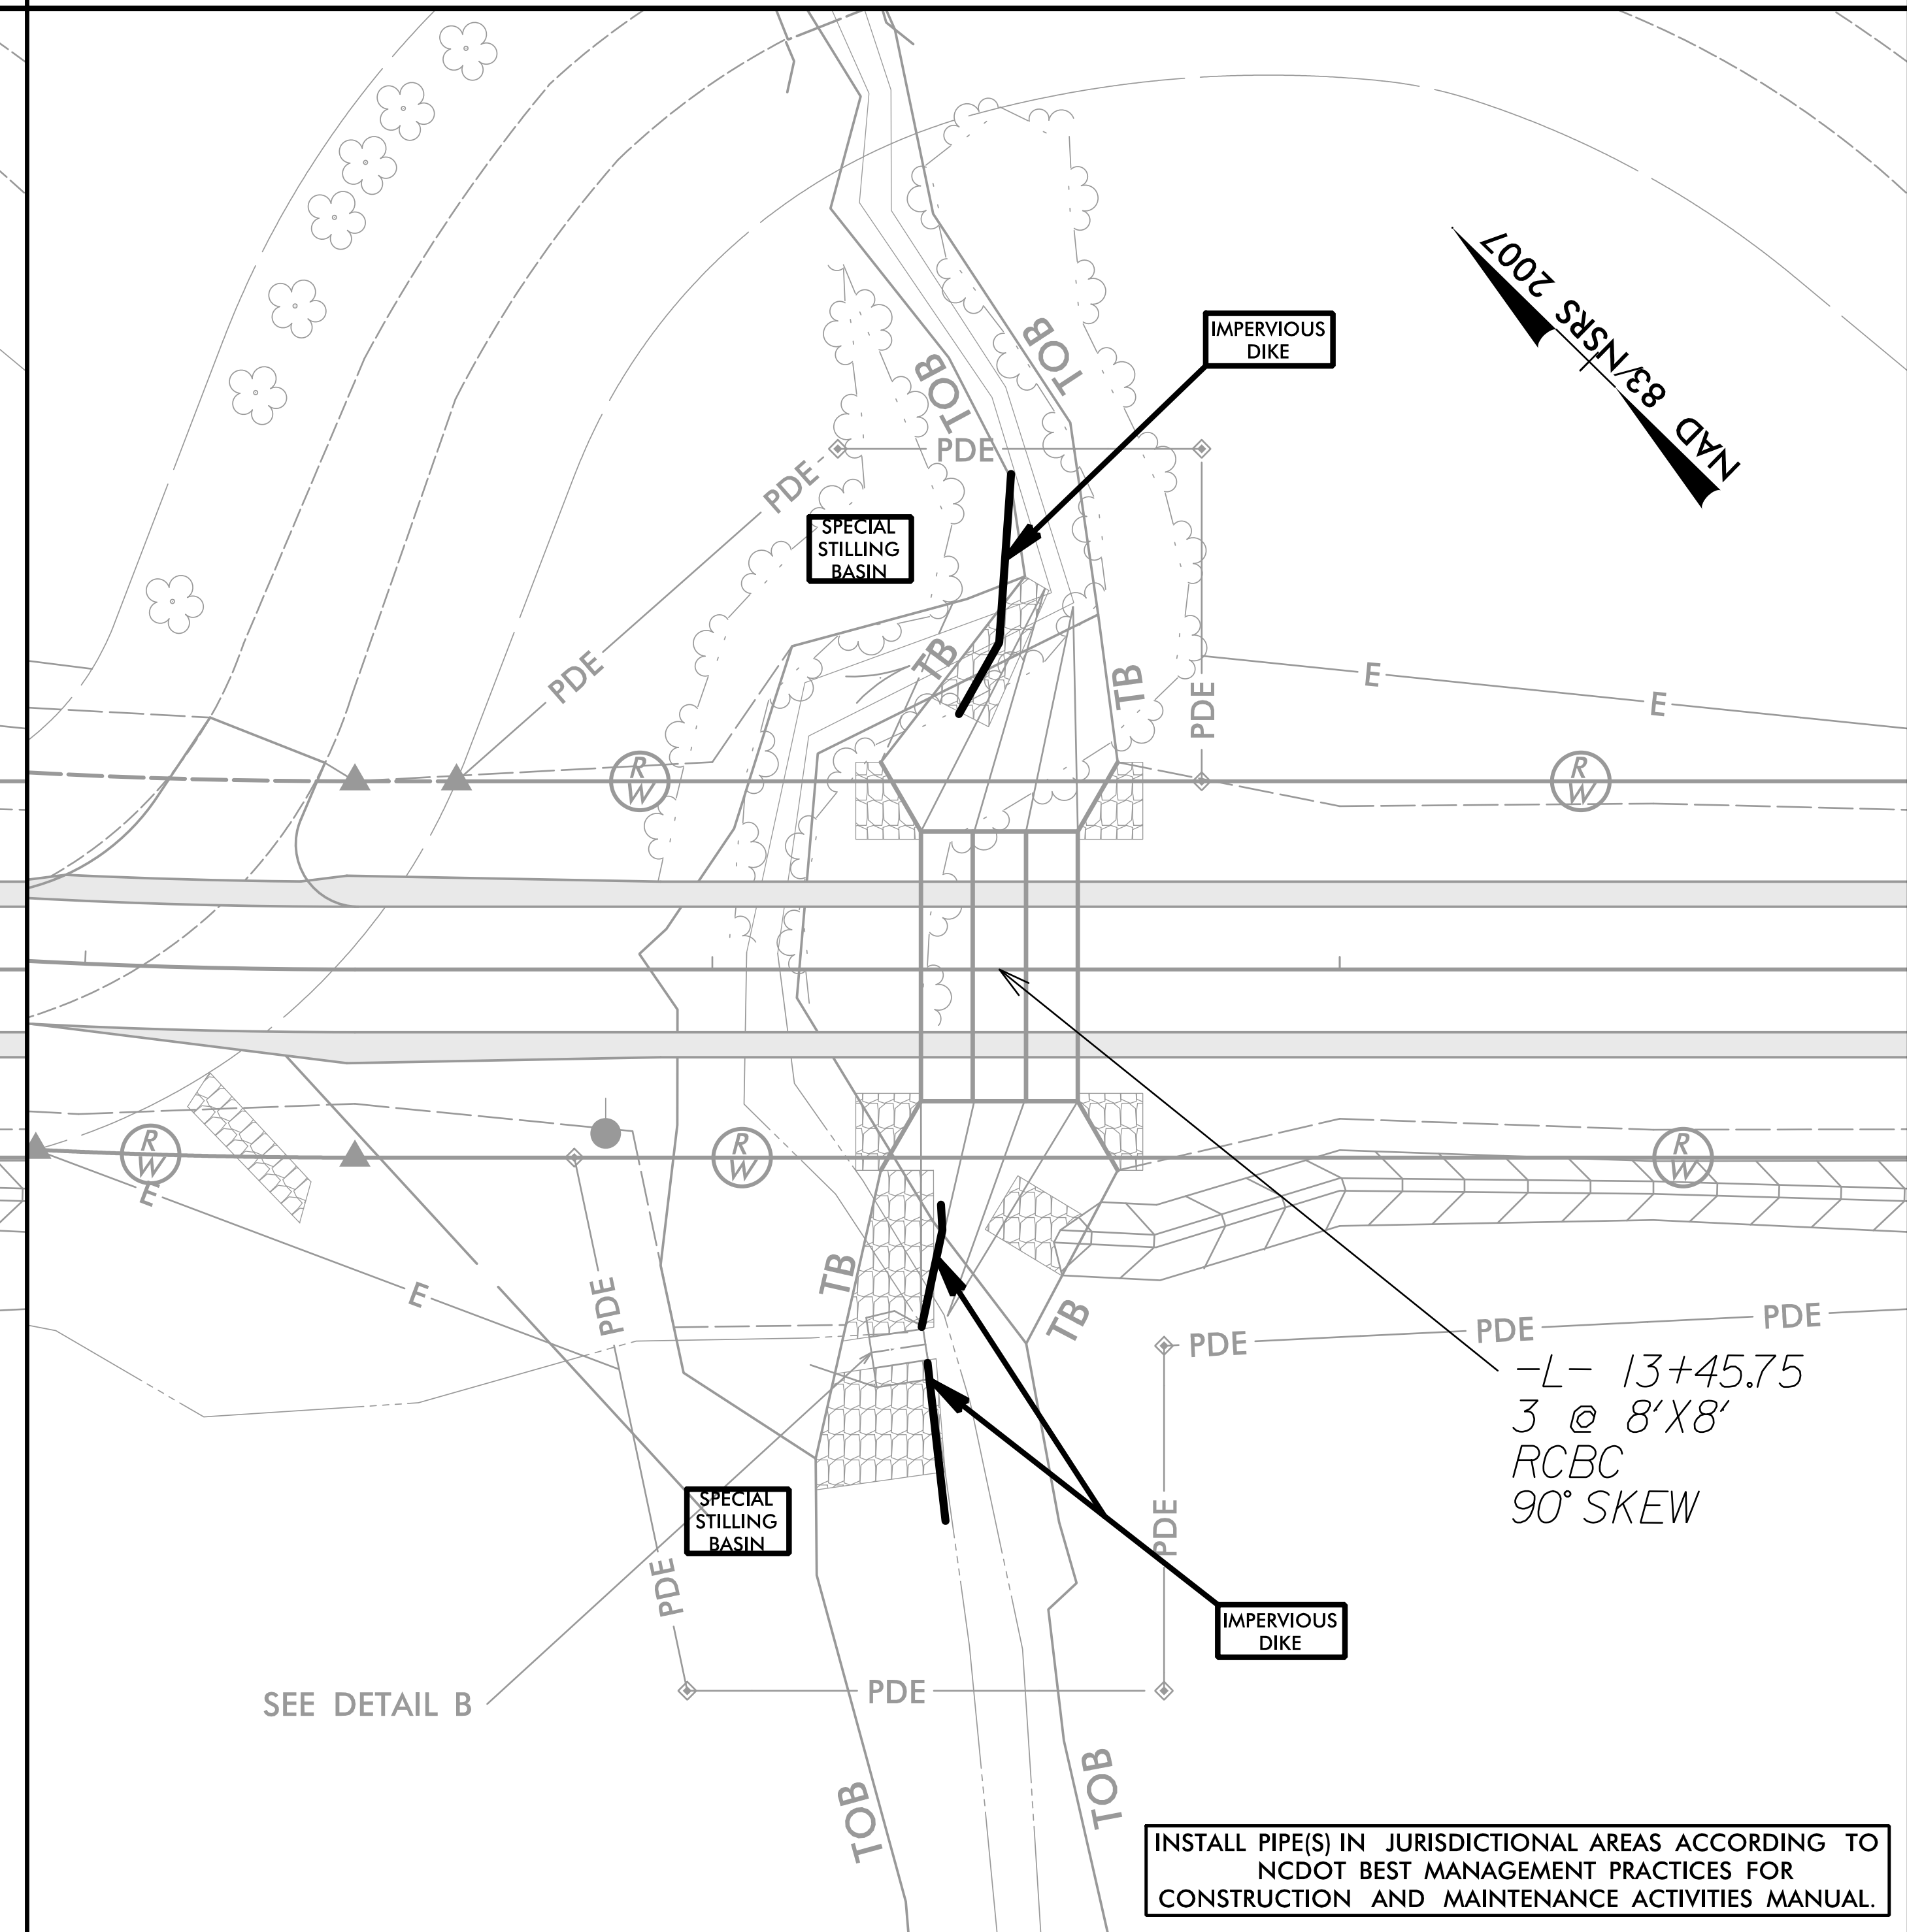 NAD 83/NSRS 2007
IMPERVIOUS
DIKE
TOB
TOB
PDE
PDE
SPECIAL
STILLING
BASIN
PDE
TB
TB
PDE
E
E
R
W
R
W
R
W
R
W
R
W
E
E
PDE
TB
TB
PDE
PDE
PDE
-L- 13+45.75
3 @ 8'X8'
RCBC
90° SKEW
SPECIAL
STILLING
BASIN
PDE
PDE
IMPERVIOUS
DIKE
SEE DETAIL B
PDE
TOB
TOB
INSTALL PIPE(S) IN JURISDICTIONAL AREAS ACCORDING TO
NCDOT BEST MANAGEMENT PRACTICES FOR
CONSTRUCTION AND MAINTENANCE ACTIVITIES MANUAL.